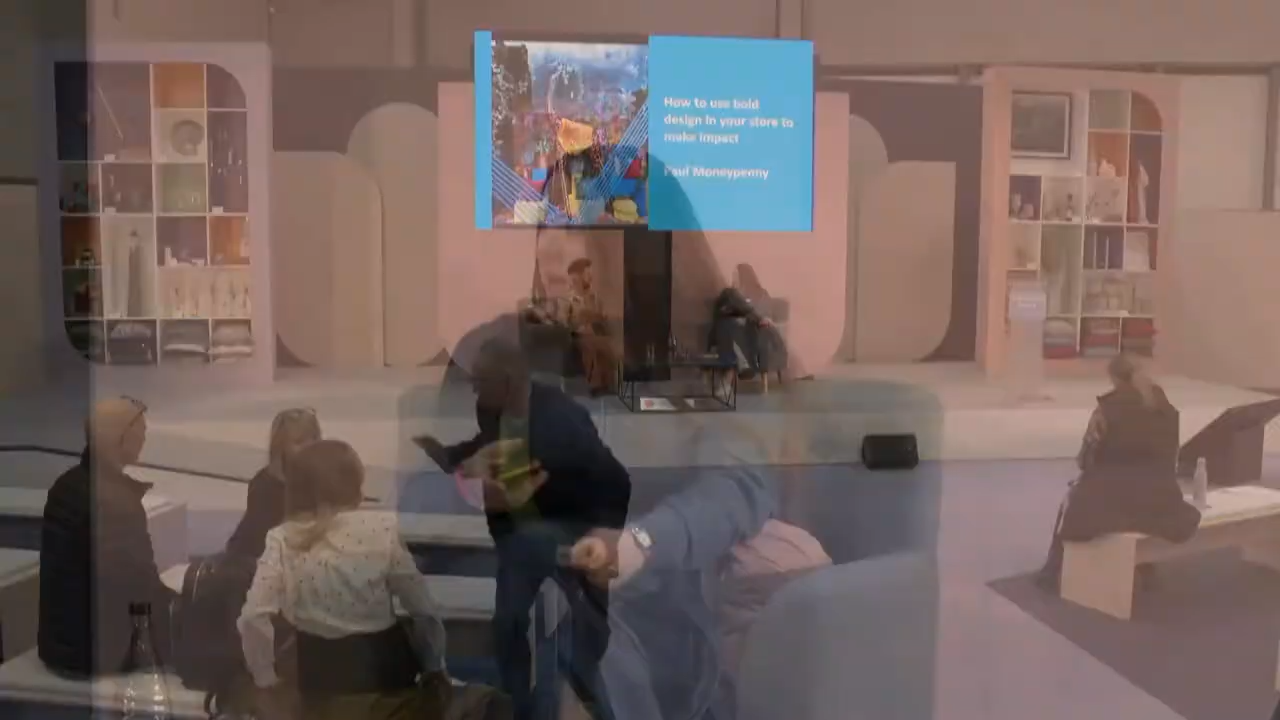 How to use bold
design in your store to
make impact
Paul Moneypenny